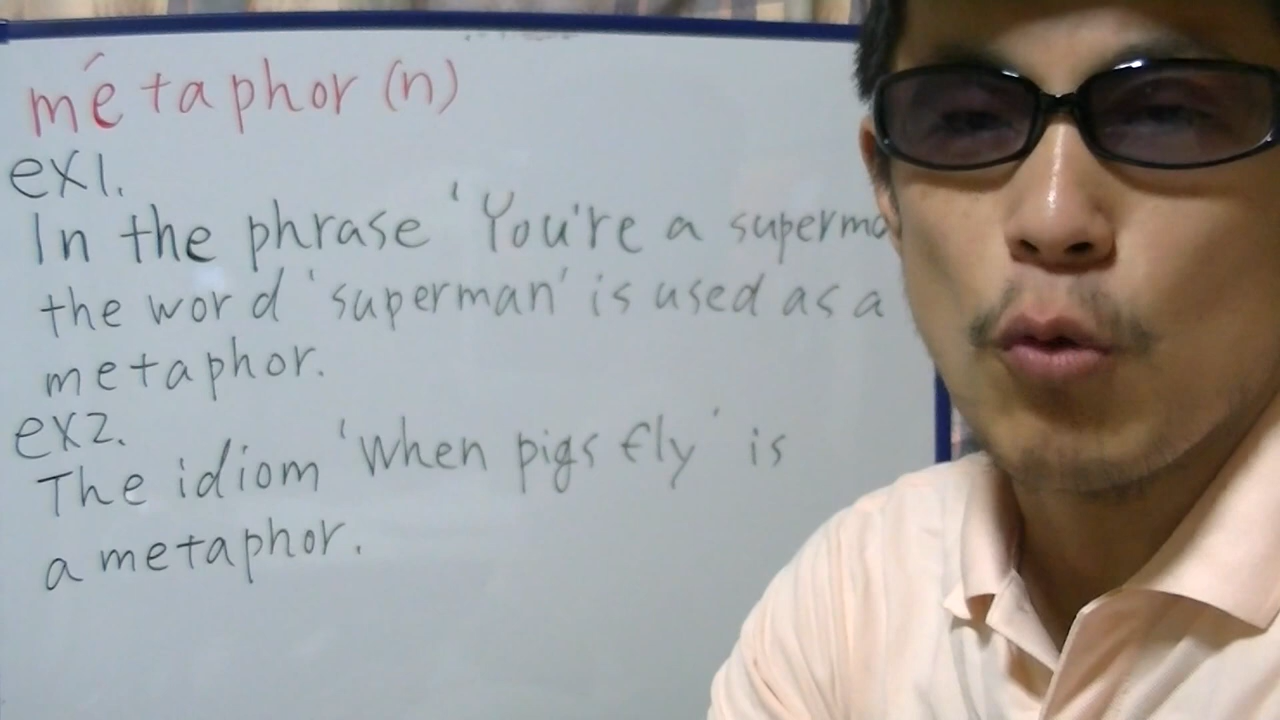 métaphor (n)
ex1.
In the phrase 'You're a
the word 'superman' is used as a
metaphor.
ex2.
The idiom 'When pigs fly' is
a metaphor.